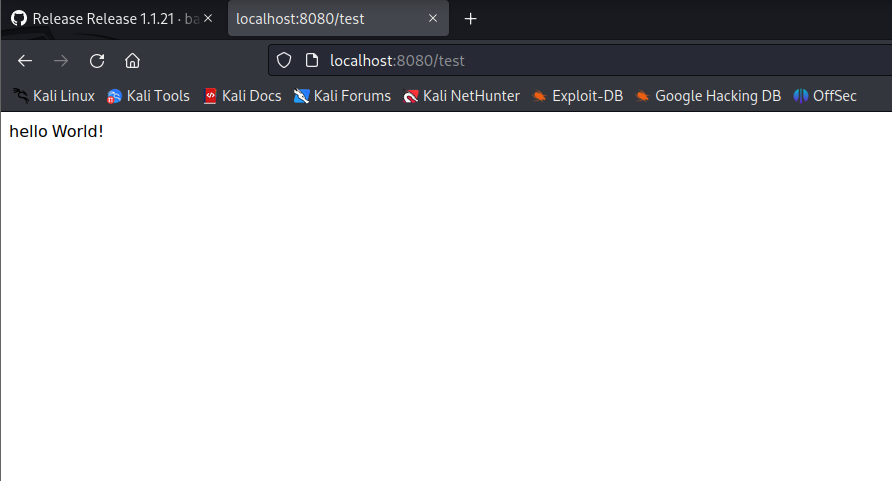 Release Release 1.1.21 · ba
localhost:8080/test
localhost:8080/test
Kali Linux Kali Tools Kali Docs Kali Forums Kali NetHunter Exploit-DB Google Hacking DB OffSec
hello World!